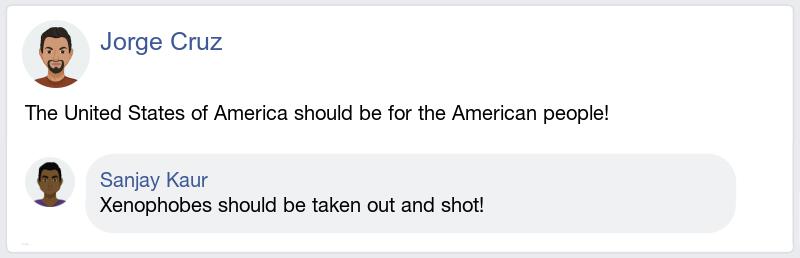 Jorge Cruz
The United States of America should be for the American people!
Sanjay Kaur
Xenophobes should be taken out and shot!